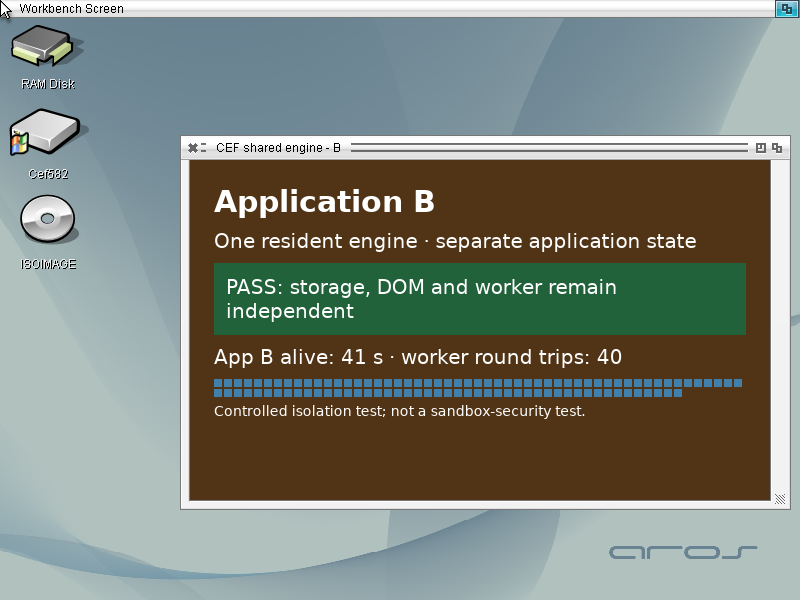 Workbench Screen
RAM Disk
Cef582
ISOIMAGE
CEF shared engine - B
Application B
One resident engine · separate application state
PASS: storage, DOM and worker remain
independent
App B alive: 41 s · worker round trips: 40
Controlled isolation test; not a sandbox-security test.
aros